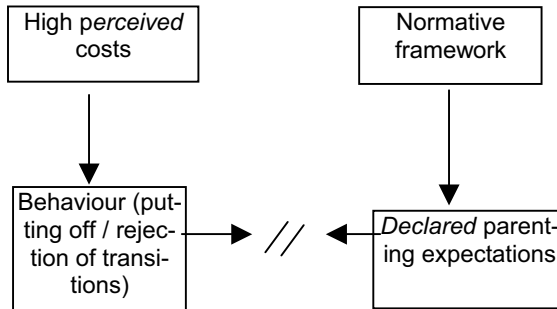 High perceived
costs
Normative
framework
Behaviour (put-
ting off / rejec-
tion of transi-
tions)
//
Declared parent-
ing expectations